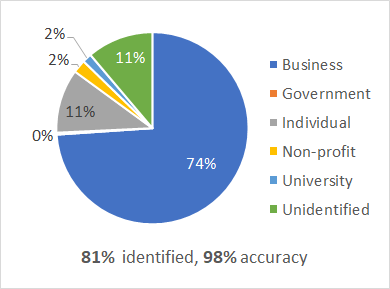 2%
2%
11%
11%
0%
74%
Business
Government
Individual
Non-profit
University
Unidentified
81% identified, 98% accuracy